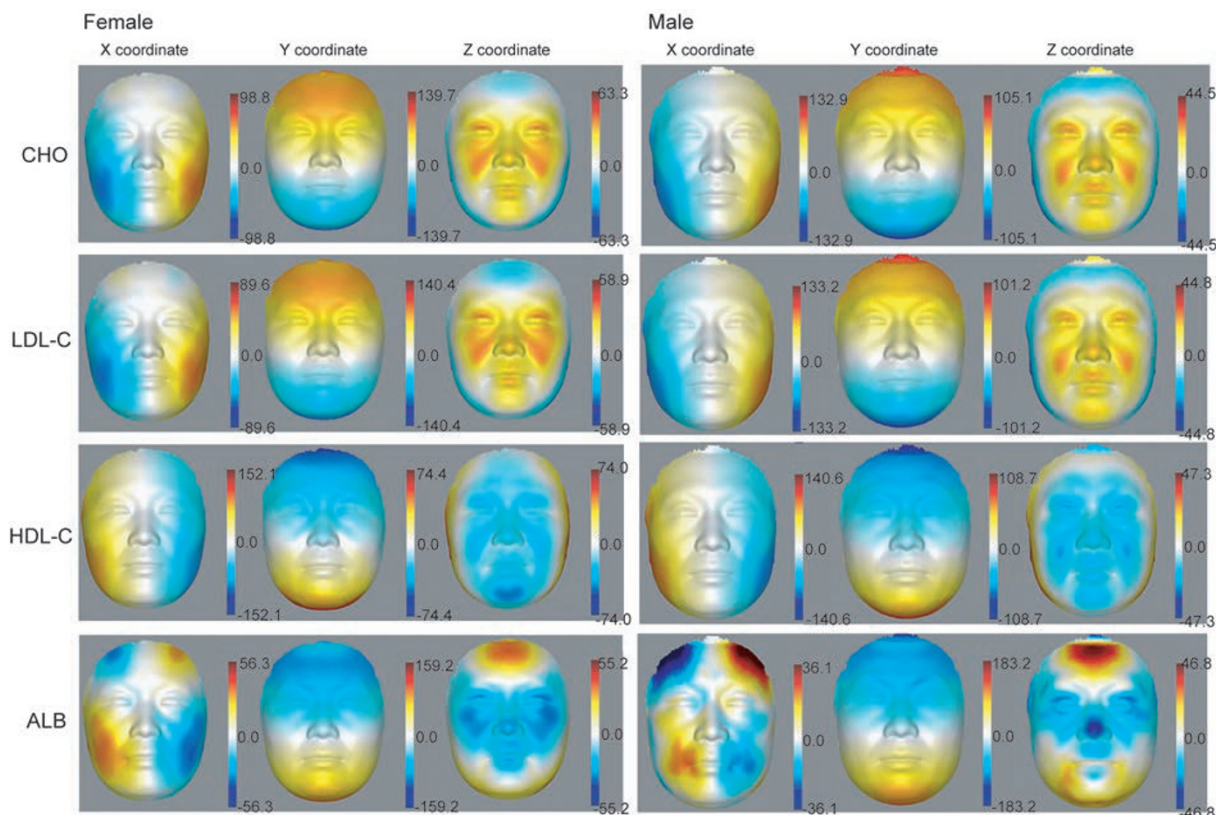 Female Male
X coordinate Y coordinate Z coordinate X coordinate Y coordinate Z coordinate
98.8 139.7 63.3 132.9 105.1 44.5
CHO 0.0 0.0 0.0 0.0 0.0 0.0
-98.8 -139.7 -63.3 -132.9 -105.1 -44.5
89.6 140.4 58.9 133.2 101.2 44.8
LDL-C 0.0 0.0 0.0 0.0 0.0 0.0
-89.6 -140.4 -58.9 -133.2 -101.2 -44.8
152.1 74.4 74.0 140.6 108.7 47.3
HDL-C 0.0 0.0 0.0 0.0 0.0 0.0
-152.1 -74.4 -74.0 -140.6 -108.7 -47.3
56.3 159.2 55.2 36.1 183.2 46.8
ALB 0.0 0.0 0.0 0.0 0.0 0.0
-56.3 -159.2 -55.2 -36.1 -183.2 -46.8